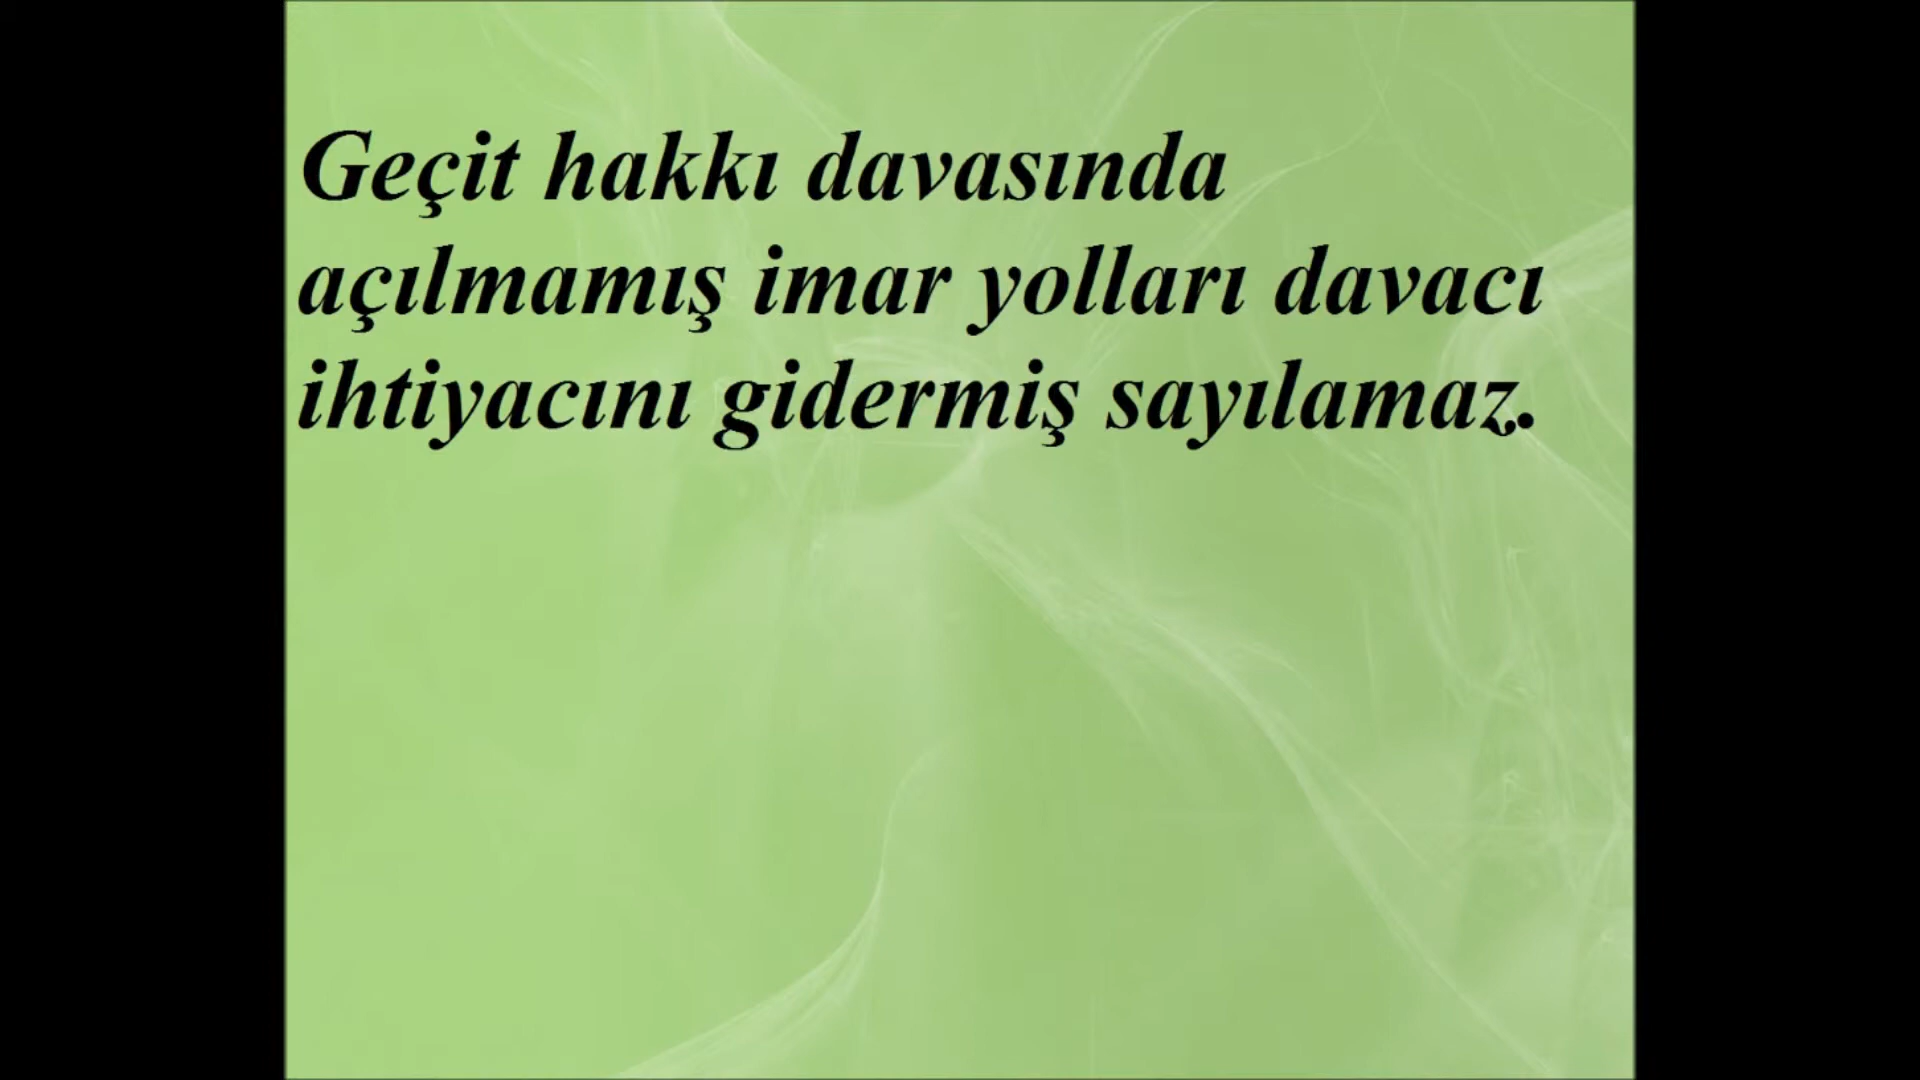 Geçit hakkı davasında
açılmamış imar yolları davacı
ihtiyacını gidermiş sayılamaz.